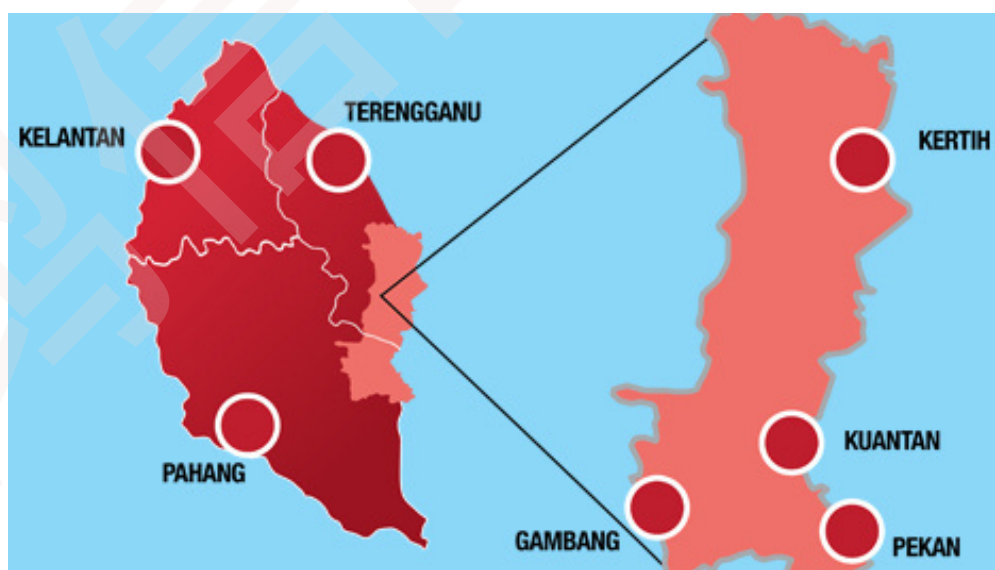 TERENGGANU
KELANTAN
KERTIH
KUANTAN
PAHANG
GAMBANG
PEKAN